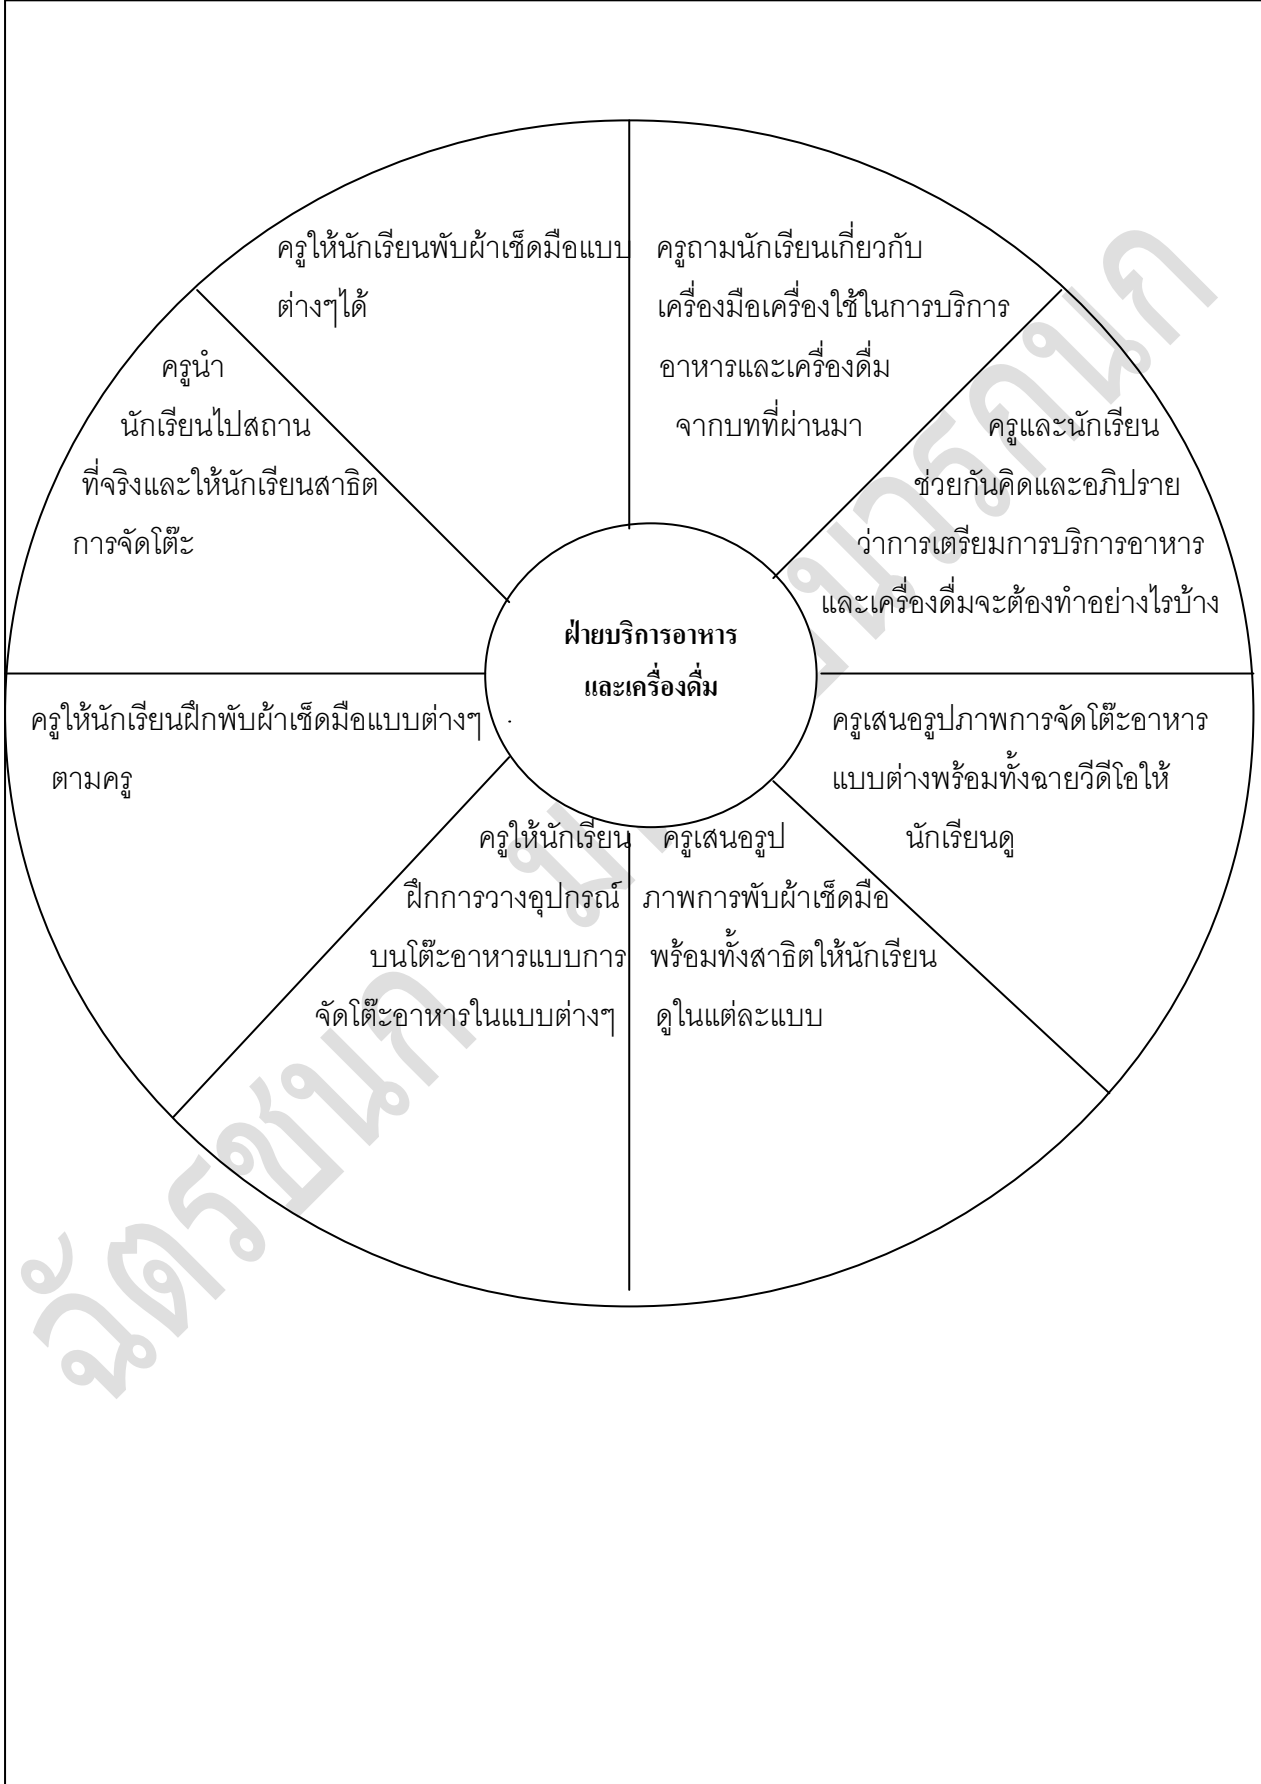 ครูให้นักเรียนพับผ้าเช็ดมือแบบ
ต่างๆได้
ครูถามนักเรียนเกี่ยวกับ
เครื่องมือเครื่องใช้ในการบริการ
อาหารและเครื่องดื่ม
จากบทที่ผ่านมา
ครูนำ
นักเรียนไปสถาน
ที่จริงและให้นักเรียนสาธิต
การจัดโต๊ะ
ครูและนักเรียน
ช่วยกันคิดและอภิปราย
ว่าการเตรียมการบริการอาหาร
และเครื่องดื่มจะต้องทำอย่างไรบ้าง
ฝ่ายบริการอาหาร
และเครื่องดื่ม
ครูให้นักเรียนฝึกพับผ้าเช็ดมือแบบต่างๆ
ตามครู
ครูเสนอรูปภาพการจัดโต๊ะอาหาร
แบบต่างพร้อมทั้งฉายวีดีโอให้
นักเรียนดู
ครูให้นักเรียน
ฝึกการวางอุปกรณ์
บนโต๊ะอาหารแบบการ
จัดโต๊ะอาหารในแบบต่างๆ
ครูเสนอรูป
ภาพการพับผ้าเช็ดมือ
พร้อมทั้งสาธิตให้นักเรียน
ดูในแต่ละแบบ
ฉัตรชนก